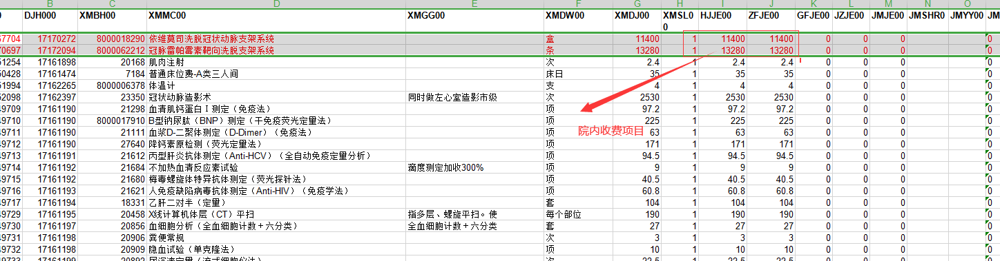 B C D E F G H I J K L M N O
0 DJH000 XMBH00 XMMC00 XMGG00 XMDW00 XMDJ00 XMSL0 HJJE00 ZFJE00 GFJE00 JZJE00 JMJE00 JMSHR0 JMYY00 JM
0
67704 17170272 8000018290 依维莫司洗脱冠状动脉支架系统 盒 11400 1 11400 11400 0 0 0 0
70697 17172094 8000062212 冠脉雷帕霉素靶向洗脱支架系统 条 13280 1 13280 13280 0 0 0 0
51254 17161898 20168 肌肉注射 次 2.4 1 2.4 2.4 0 0 0 0
50428 17161474 7184 普通床位费-A类三人间 床日 35 1 35 35 0 0 0 0
51994 17162265 8000006378 体温计 支 4 1 4 4 0 0 0 0
52098 17162397 23350 冠状动脉造影术 同时做左心室造影市级 次 2530 1 2530 2530 0 0 0 0
49709 17161190 21298 血清肌钙蛋白Ⅰ测定（免疫法） 项 97.2 1 97.2 97.2 0 0 0 0
49710 17161190 8000017910 B型钠尿肽（BNP）测定（干免疫荧光定量法） 项 225 1 225 225 0 0 0 0
院内收费项目
49711 17161190 21111 血浆D-二聚体测定（D-Dimer）（免疫法） 项 63 1 63 63 0 0 0 0
49712 17161190 27640 降钙素原检测（荧光定量法） 项 171 1 171 171 0 0 0 0
49713 17161191 21612 丙型肝炎抗体测定（Anti-HCV）（全自动免疫定量分析） 项 94.5 1 94.5 94.5 0 0 0 0
49714 17161192 21684 不加热血清反应素试验 滴度测定加收300% 项 9 1 9 9 0 0 0 0
49715 17161192 21680 梅毒螺旋体特异抗体测定（荧光探针法） 项 40.5 1 40.5 40.5 0 0 0 0
49716 17161193 21621 人免疫缺陷病毒抗体测定（Anti-HIV）（免疫学法） 项 60.8 1 60.8 60.8 0 0 0 0
49717 17161194 18331 乙肝二对半（定量） 套 104 1 104 104 0 0 0 0
49729 17161195 20458 X线计算机体层（CT）平扫 指多层、螺旋平扫。使 每个部位 190 1 190 190 0 0 0 0
49730 17161197 20856 血细胞分析（全血细胞计数＋六分类） 全血细胞计数＋六分类 套 27 1 27 27 0 0 0 0
49731 17161198 20906 粪便常规 次 3 1 3 3 0 0 0 0
49732 17161198 20909 隐血试验（单克隆法） 项 10 1 10 10 0 0 0 0